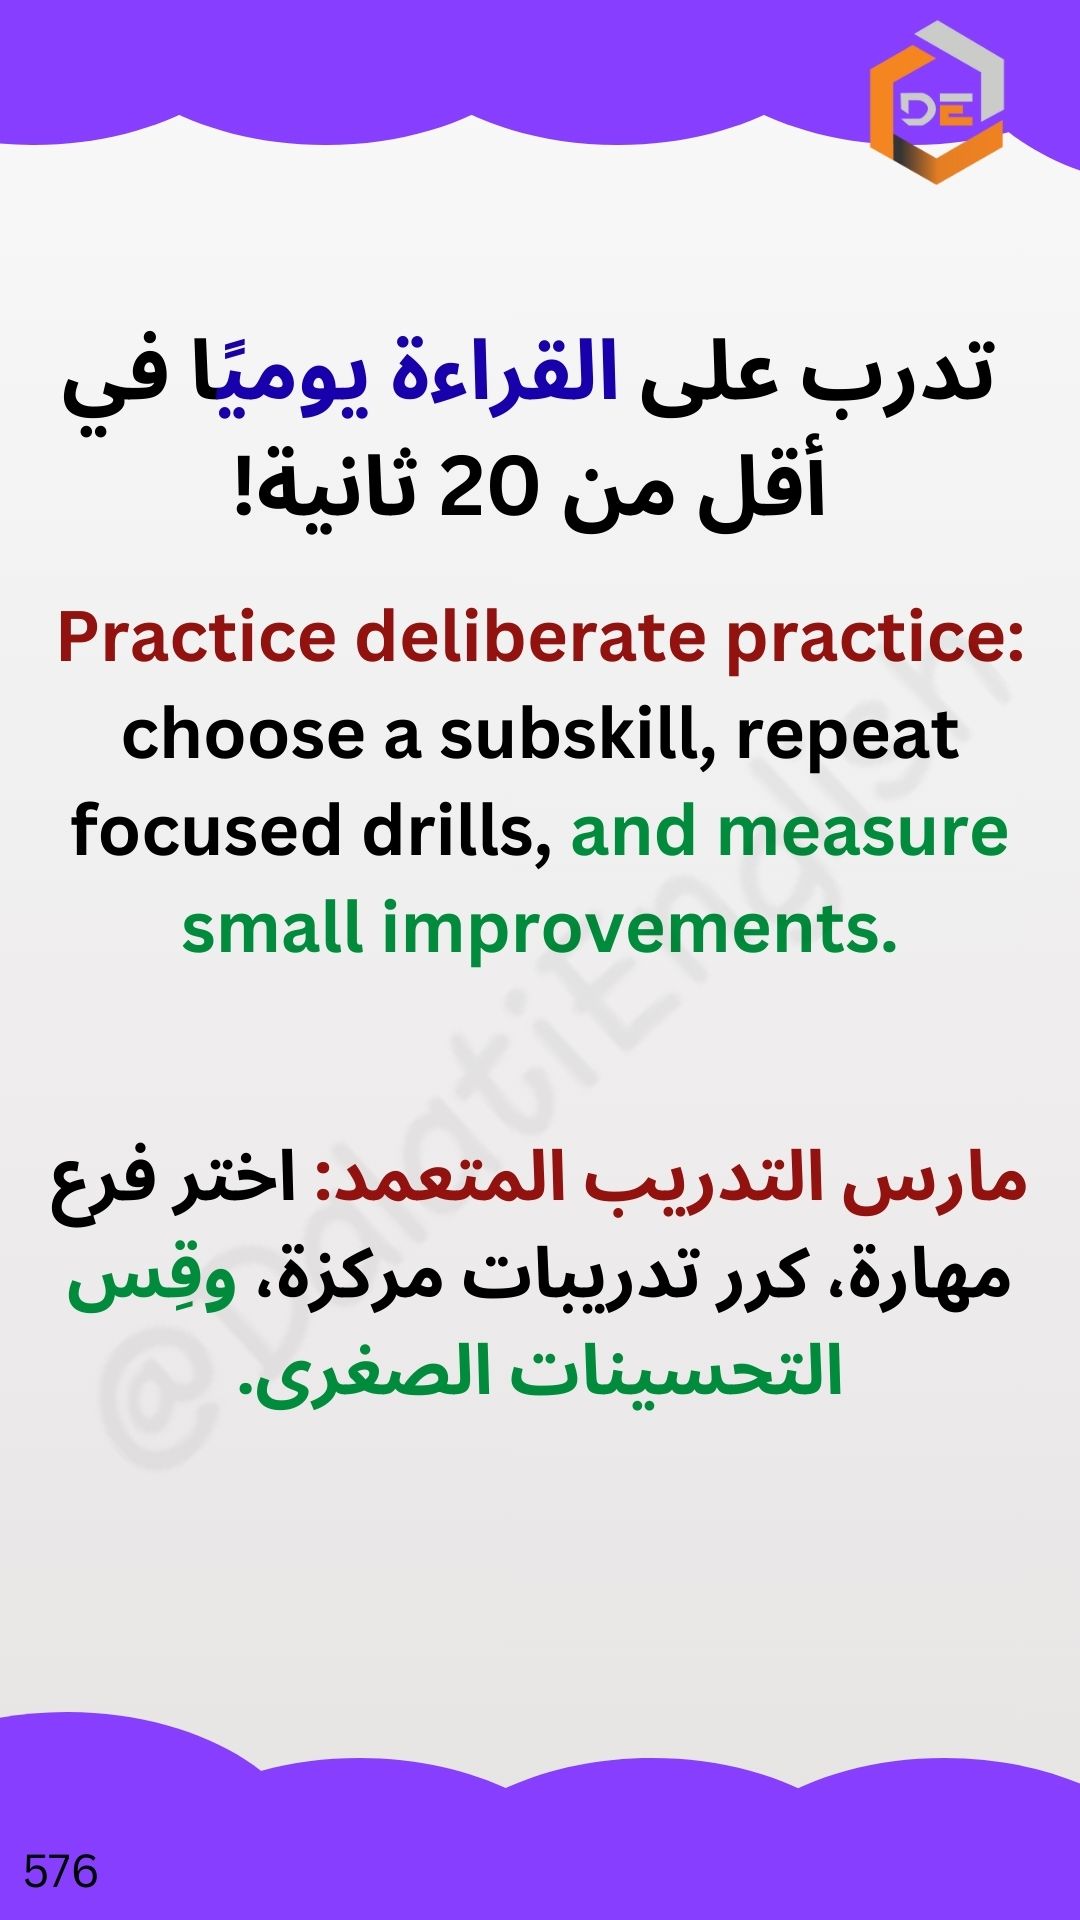 DE
تدرب على القراءة يوميًا في
أقل من 20 ثانية!
Practice deliberate practice:
choose a subskill, repeat
focused drills, and measure
small improvements.
مارس التدريب المتعمد: اختر فرع
مهارة، كرر تدريبات مركزة، وقِس
التحسينات الصغرى.
@DalatiEnglish
576